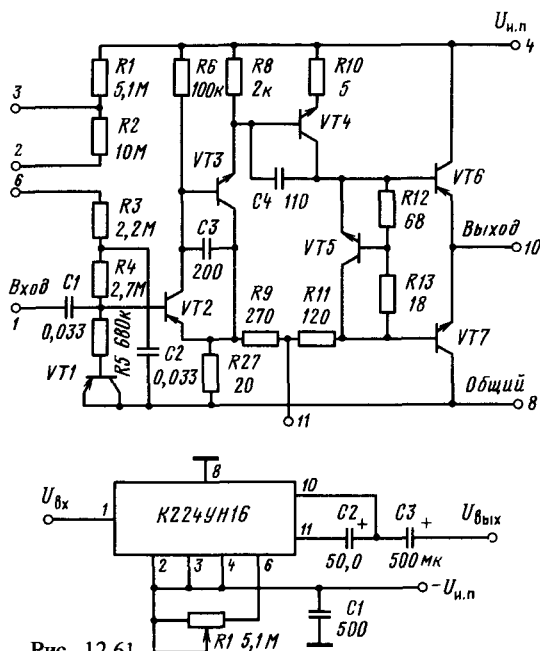 U и.п
4
R1
5,1М
R6
100к
R8
2к
R10
5
3
R2
10М
VT4
2
VT3
6
C4
110
VT6
R3
2,2М
R12
68
C3
200
VT5
Выход
10
R4
2,7М
Вход
C1
1
0,033
VT2
R9
270
R11
120
R13
18
VT7
R5 680к
C2
0,033
R27
20
VT1
Общий
8
11
8
U вх
К224УН16
10
C2
+
C3
+
U вых
1
11
50,0
500мк
2
3
4
6
-U и.п
C1
500
R1 5,1М
Рис. 12.61